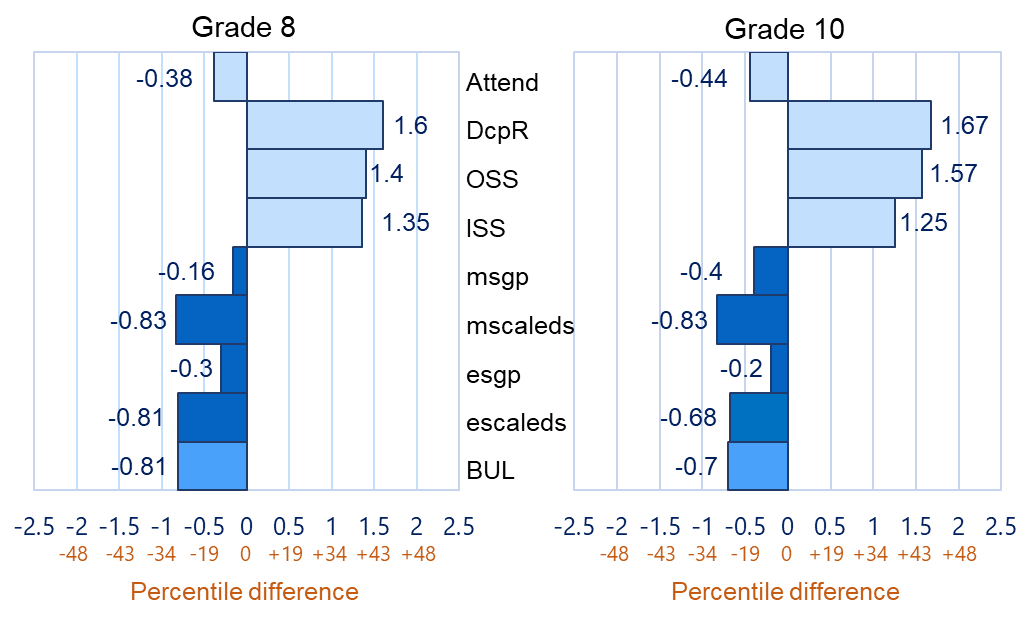 Grade 8 Grade 10
-0.38 Attend -0.44
1.6 DcpR 1.67
1.4 OSS 1.57
1.35 ISS 1.25
-0.16 msgp -0.4
-0.83 mscaleds -0.83
-0.3 esgp -0.2
-0.81 escaleds -0.68
-0.81 BUL -0.7
-2.5 -2 -1.5 -1 -0.5 0 0.5 1 1.5 2 2.5 -2.5 -2 -1.5 -1 -0.5 0 0.5 1 1.5 2 2.5
-48 -43 -34 -19 0 +19 +34 +43 +48 -48 -43 -34 -19 0 +19 +34 +43 +48
Percentile difference Percentile difference